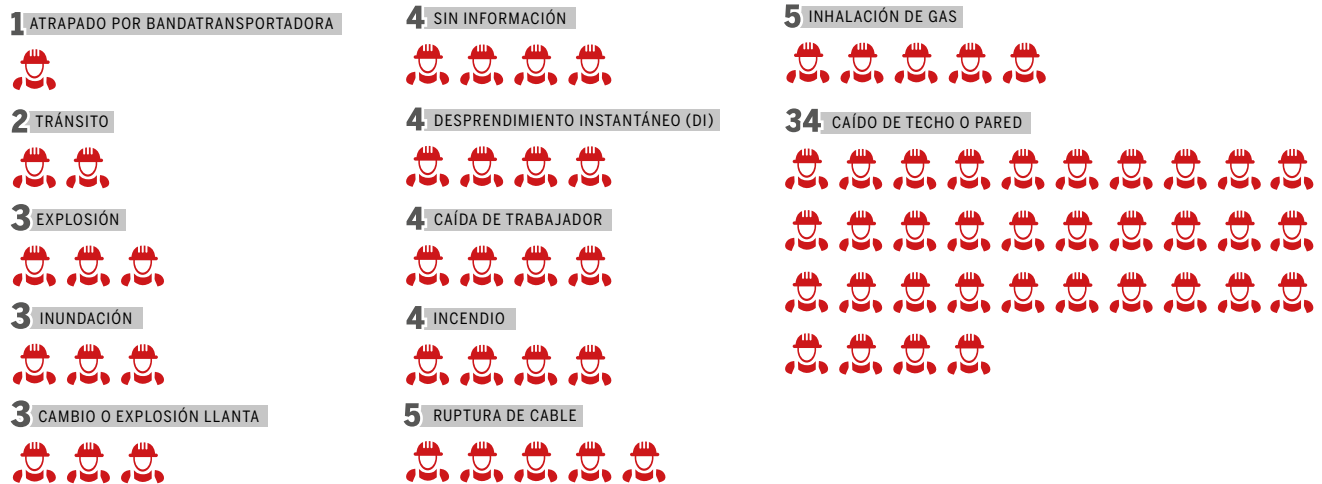 1 ATRAPADO POR BANDATRANSPORTADORA
2 TRÁNSITO
3 EXPLOSIÓN
3 INUNDACIÓN
3 CAMBIO O EXPLOSIÓN LLANTA
4 SIN INFORMACIÓN
4 DESPRENDIMIENTO INSTANTÁNEO (DI)
4 CAÍDA DE TRABAJADOR
4 INCENDIO
5 RUPTURA DE CABLE
5 INHALACIÓN DE GAS
34 CAÍDO DE TECHO O PARED